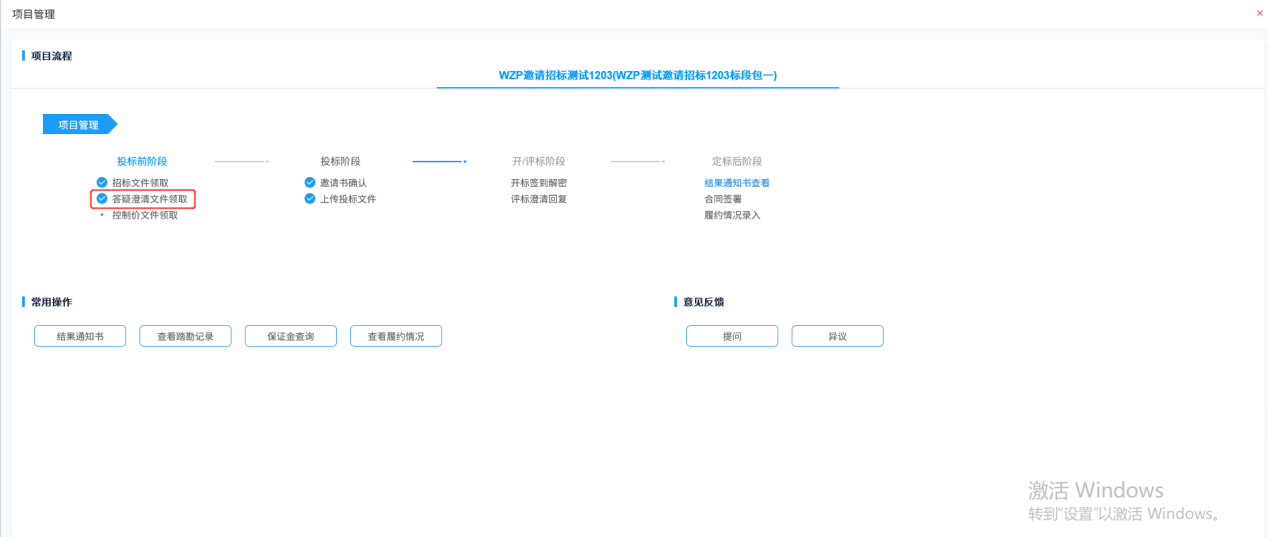 项目管理
×
项目流程
WZP邀请招标测试1203(WZP测试邀请招标1203标段包一)
项目管理
投标前阶段
招标文件领取
答疑澄清文件领取
控制价文件领取
投标阶段
邀请书确认
上传投标文件
开/评标阶段
开标签到解密
评标澄清回复
定标后阶段
结果通知书查看
合同签署
履约情况录入
常用操作
结果通知书 查看踏勘记录 保证金查询 查看履约情况
意见反馈
提问 异议
激活 Windows
转到"设置"以激活 Windows。